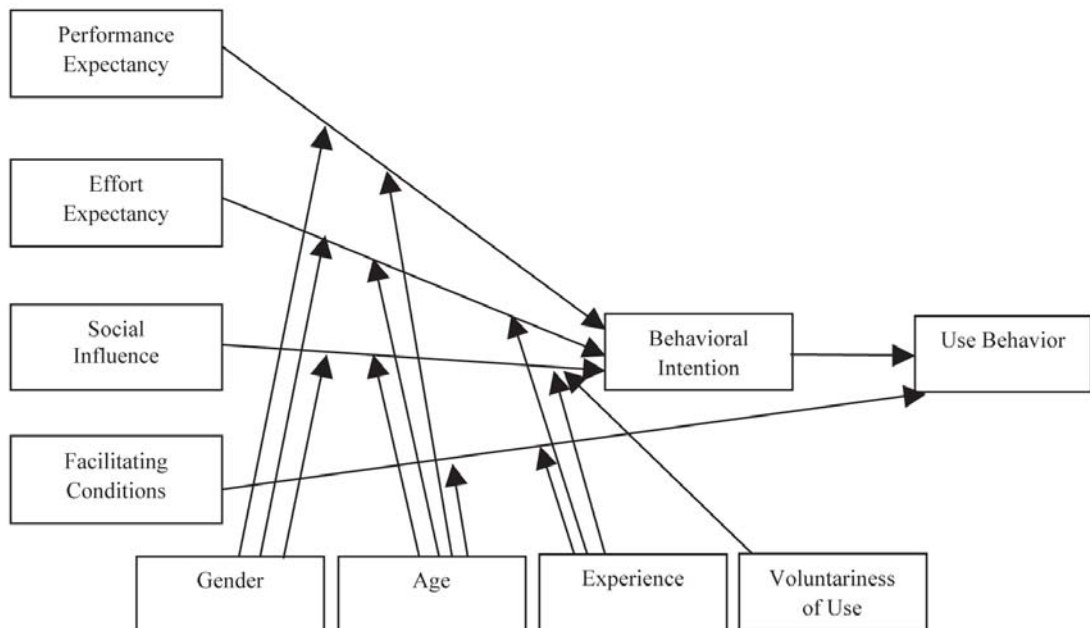 Performance
Expectancy
Effort
Expectancy
Social
Influence
Facilitating
Conditions
Behavioral
Intention
Use Behavior
Gender
Age
Experience
Voluntariness
of Use